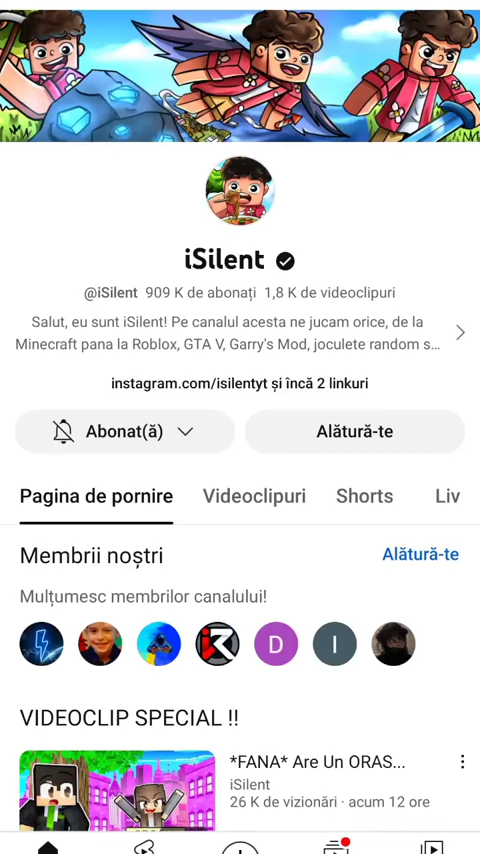 iSilent
@iSilent 909 K de abonați 1,8 K de videoclipuri
Salut, eu sunt iSilent! Pe canalul acesta ne jucam orice, de la
Minecraft pana la Roblox, GTA V, Garry's Mod, joculete random s...
instagram.com/isilentyt și încă 2 linkuri
Abonat(ă)
Alătură-te
Pagina de pornire
Videoclipuri
Shorts
Liv
Membrii noștri
Alătură-te
Mulțumesc membrilor canalului!
D
I
VIDEOCLIP SPECIAL !!
*FANA* Are Un ORAS...
iSilent
26 K de vizionări · acum 12 ore